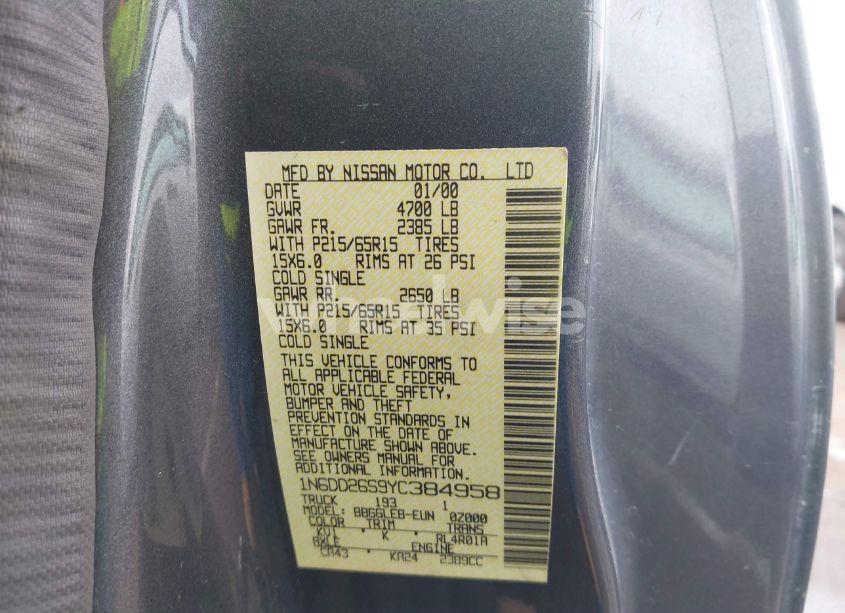 MFD BY NISSAN MOTOR CO. LTD
DATE 01/00
GVWR 4700 LB
GAWR FR. 2385 LB
WITH P215/65R15 TIRES
15X6.0 RIMS AT 26 PSI
COLD SINGLE
GAWR RR. 2650 LB
WITH P215/65R15 TIRES
15X6.0 RIMS AT 35 PSI
COLD SINGLE
THIS VEHICLE CONFORMS TO
ALL APPLICABLE FEDERAL
MOTOR VEHICLE SAFETY,
BUMPER AND THEFT
PREVENTION STANDARDS IN
EFFECT ON THE DATE OF
MANUFACTURE SHOWN ABOVE.
SEE OWNERS MANUAL FOR
ADDITIONAL INFORMATION.
1N6DD26S9YC384958
TRUCK 193 1
MODEL: BBGGLEB-EUN 0Z000
COLOR TRIM TRANS
KV1 K RL4R01A
AXLE ENGINE
CA43 KA24 2389CC